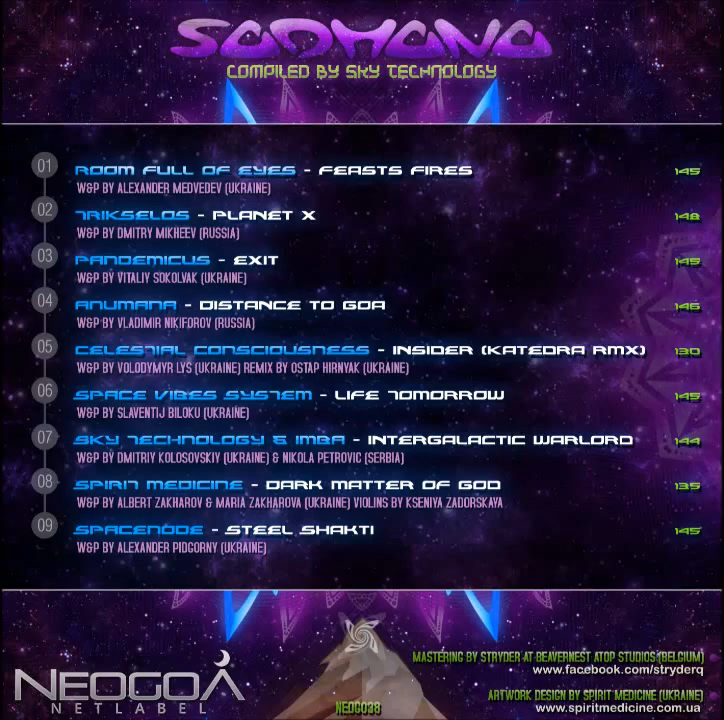 SADHANA
COMPILED BY SKY TECHNOLOGY
01 ROOM FULL OF EYES - FEASTS FIRES 145
W&P BY ALEXANDER MEDVEDEV (UKRAINE)
02 TRIKSELOS - PLANET X 148
W&P BY DMITRY MIKHEEV (RUSSIA)
03 PANDEMICUS - EXIT 145
W&P BY VITALIY SOKOLVAK (UKRAINE)
04 ANUMANA - DISTANCE TO GOA 146
W&P BY VLADIMIR NIKIFOROV (RUSSIA)
05 CELESTIAL CONSCIOUSNESS - INSIDER (KATEDRA RMX) 130
W&P BY VOLODYMYR LYS (UKRAINE) REMIX BY OSTAP HIRNYAK (UKRAINE)
06 SPACE VIBES SYSTEM - LIFE TOMORROW 145
W&P BY SLAVENTIJ BILOKU (UKRAINE)
07 SKY TECHNOLOGY & IMBA - INTERGALACTIC WARLORD 144
W&P BY DMITRIY KOLOSOVSKIY (UKRAINE) & NIKOLA PETROVIC (SERBIA)
08 SPIRIT MEDICINE - DARK MATTER OF GOD 135
W&P BY ALBERT ZAKHAROV & MARIA ZAKHAROVA (UKRAINE) VIOLINS BY KSENIYA ZADORSKAYA
09 SPACENODE - STEEL SHAKTI 145
W&P BY ALEXANDER PIDGORNY (UKRAINE)
MASTERING BY STRYDER AT BEAVERNEST ATOP STUDIOS (BELGIUM)
www.facebook.com/stryderq
NEOGOA
NETLABEL
NEOGO38
ARTWORK DESIGN BY SPIRIT MEDICINE (UKRAINE)
www.spiritmedicine.com.ua